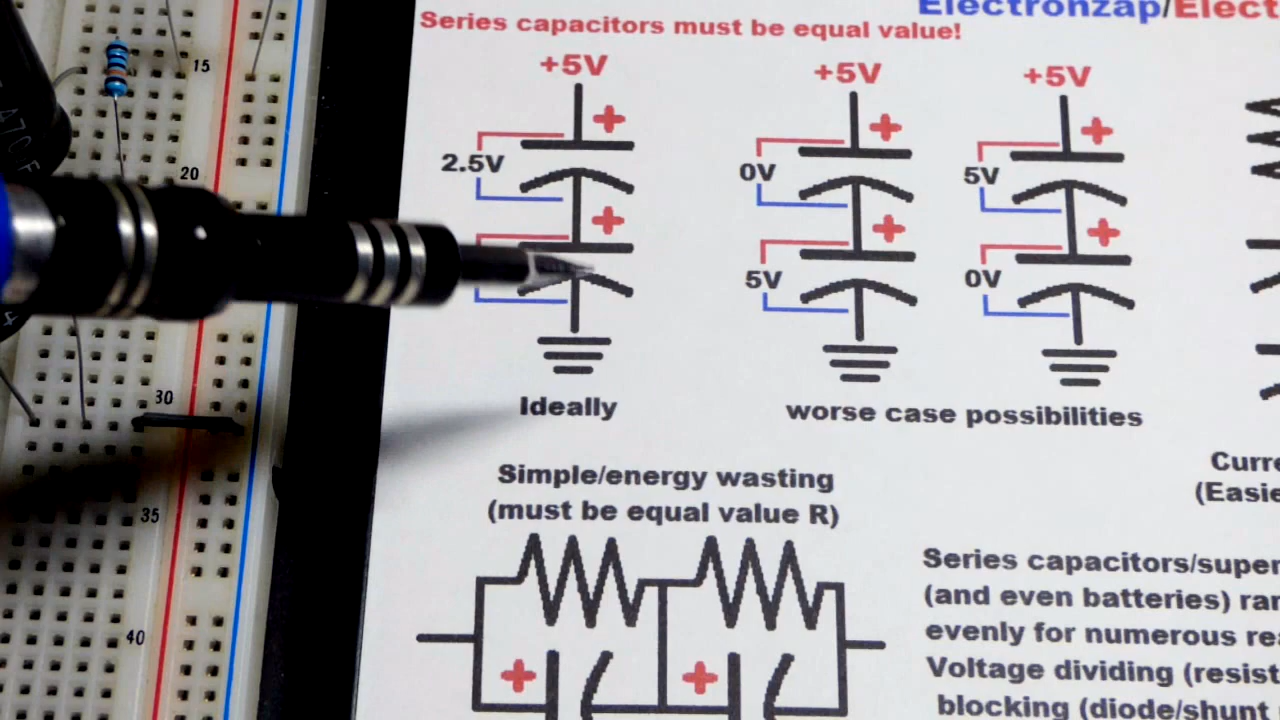 Electronzap/Elect
Series capacitors must be equal value!
+5V
+5V
+5V
2.5V
0V
5V
5V
0V
Ideally
worse case possibilities
Simple/energy wasting
(must be equal value R)
Curre
(Easie
Series capacitors/super
(and even batteries) rar
evenly for numerous rea
Voltage dividing (resist
blocking (diode/shunt
15
20
30
35
40